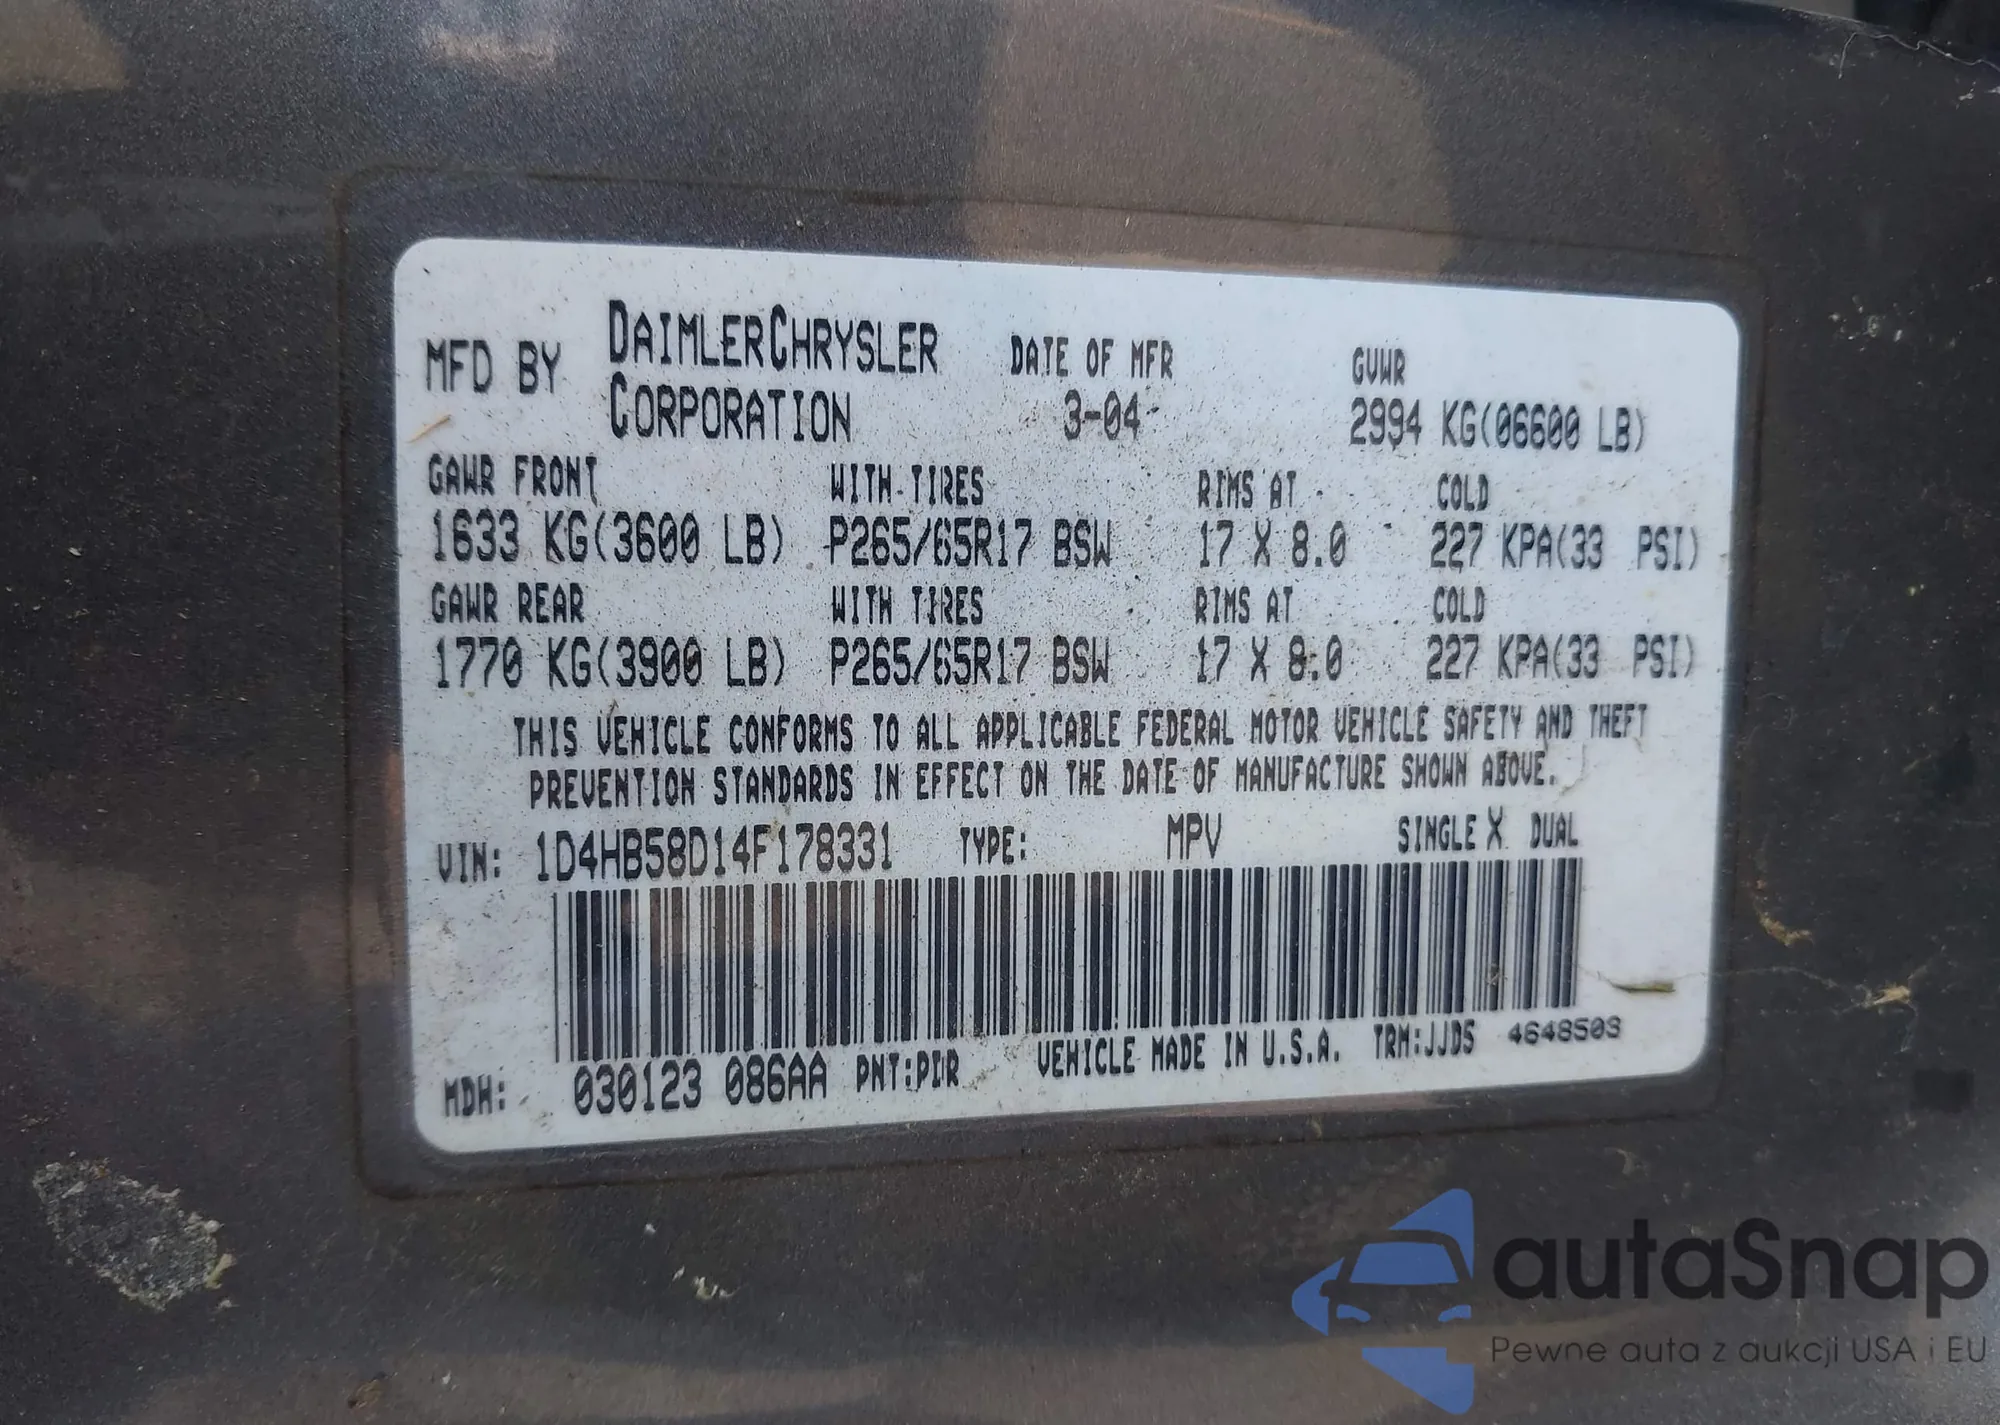 MFD BY DAIMLERCHRYSLER CORPORATION DATE OF MFR 3-04 GVWR 2994 KG(06600 LB)
GAWR FRONT WITH TIRES RIMS AT COLD
1633 KG(3600 LB) P265/65R17 BSW 17 X 8.0 227 KPA(33 PSI)
GAWR REAR WITH TIRES RIMS AT COLD
1770 KG(3900 LB) P265/65R17 BSW 17 X 8.0 227 KPA(33 PSI)
THIS VEHICLE CONFORMS TO ALL APPLICABLE FEDERAL MOTOR VEHICLE SAFETY AND THEFT
PREVENTION STANDARDS IN EFFECT ON THE DATE OF MANUFACTURE SHOWN ABOVE.
VIN: 1D4HB58D14F178331 TYPE: MPV SINGLE X DUAL
MDH: 030123 086AA PNT:PDR VEHICLE MADE IN U.S.A. TRM:JJD5 4648503
autaSnap
Pewne auta z aukcji USA i EU